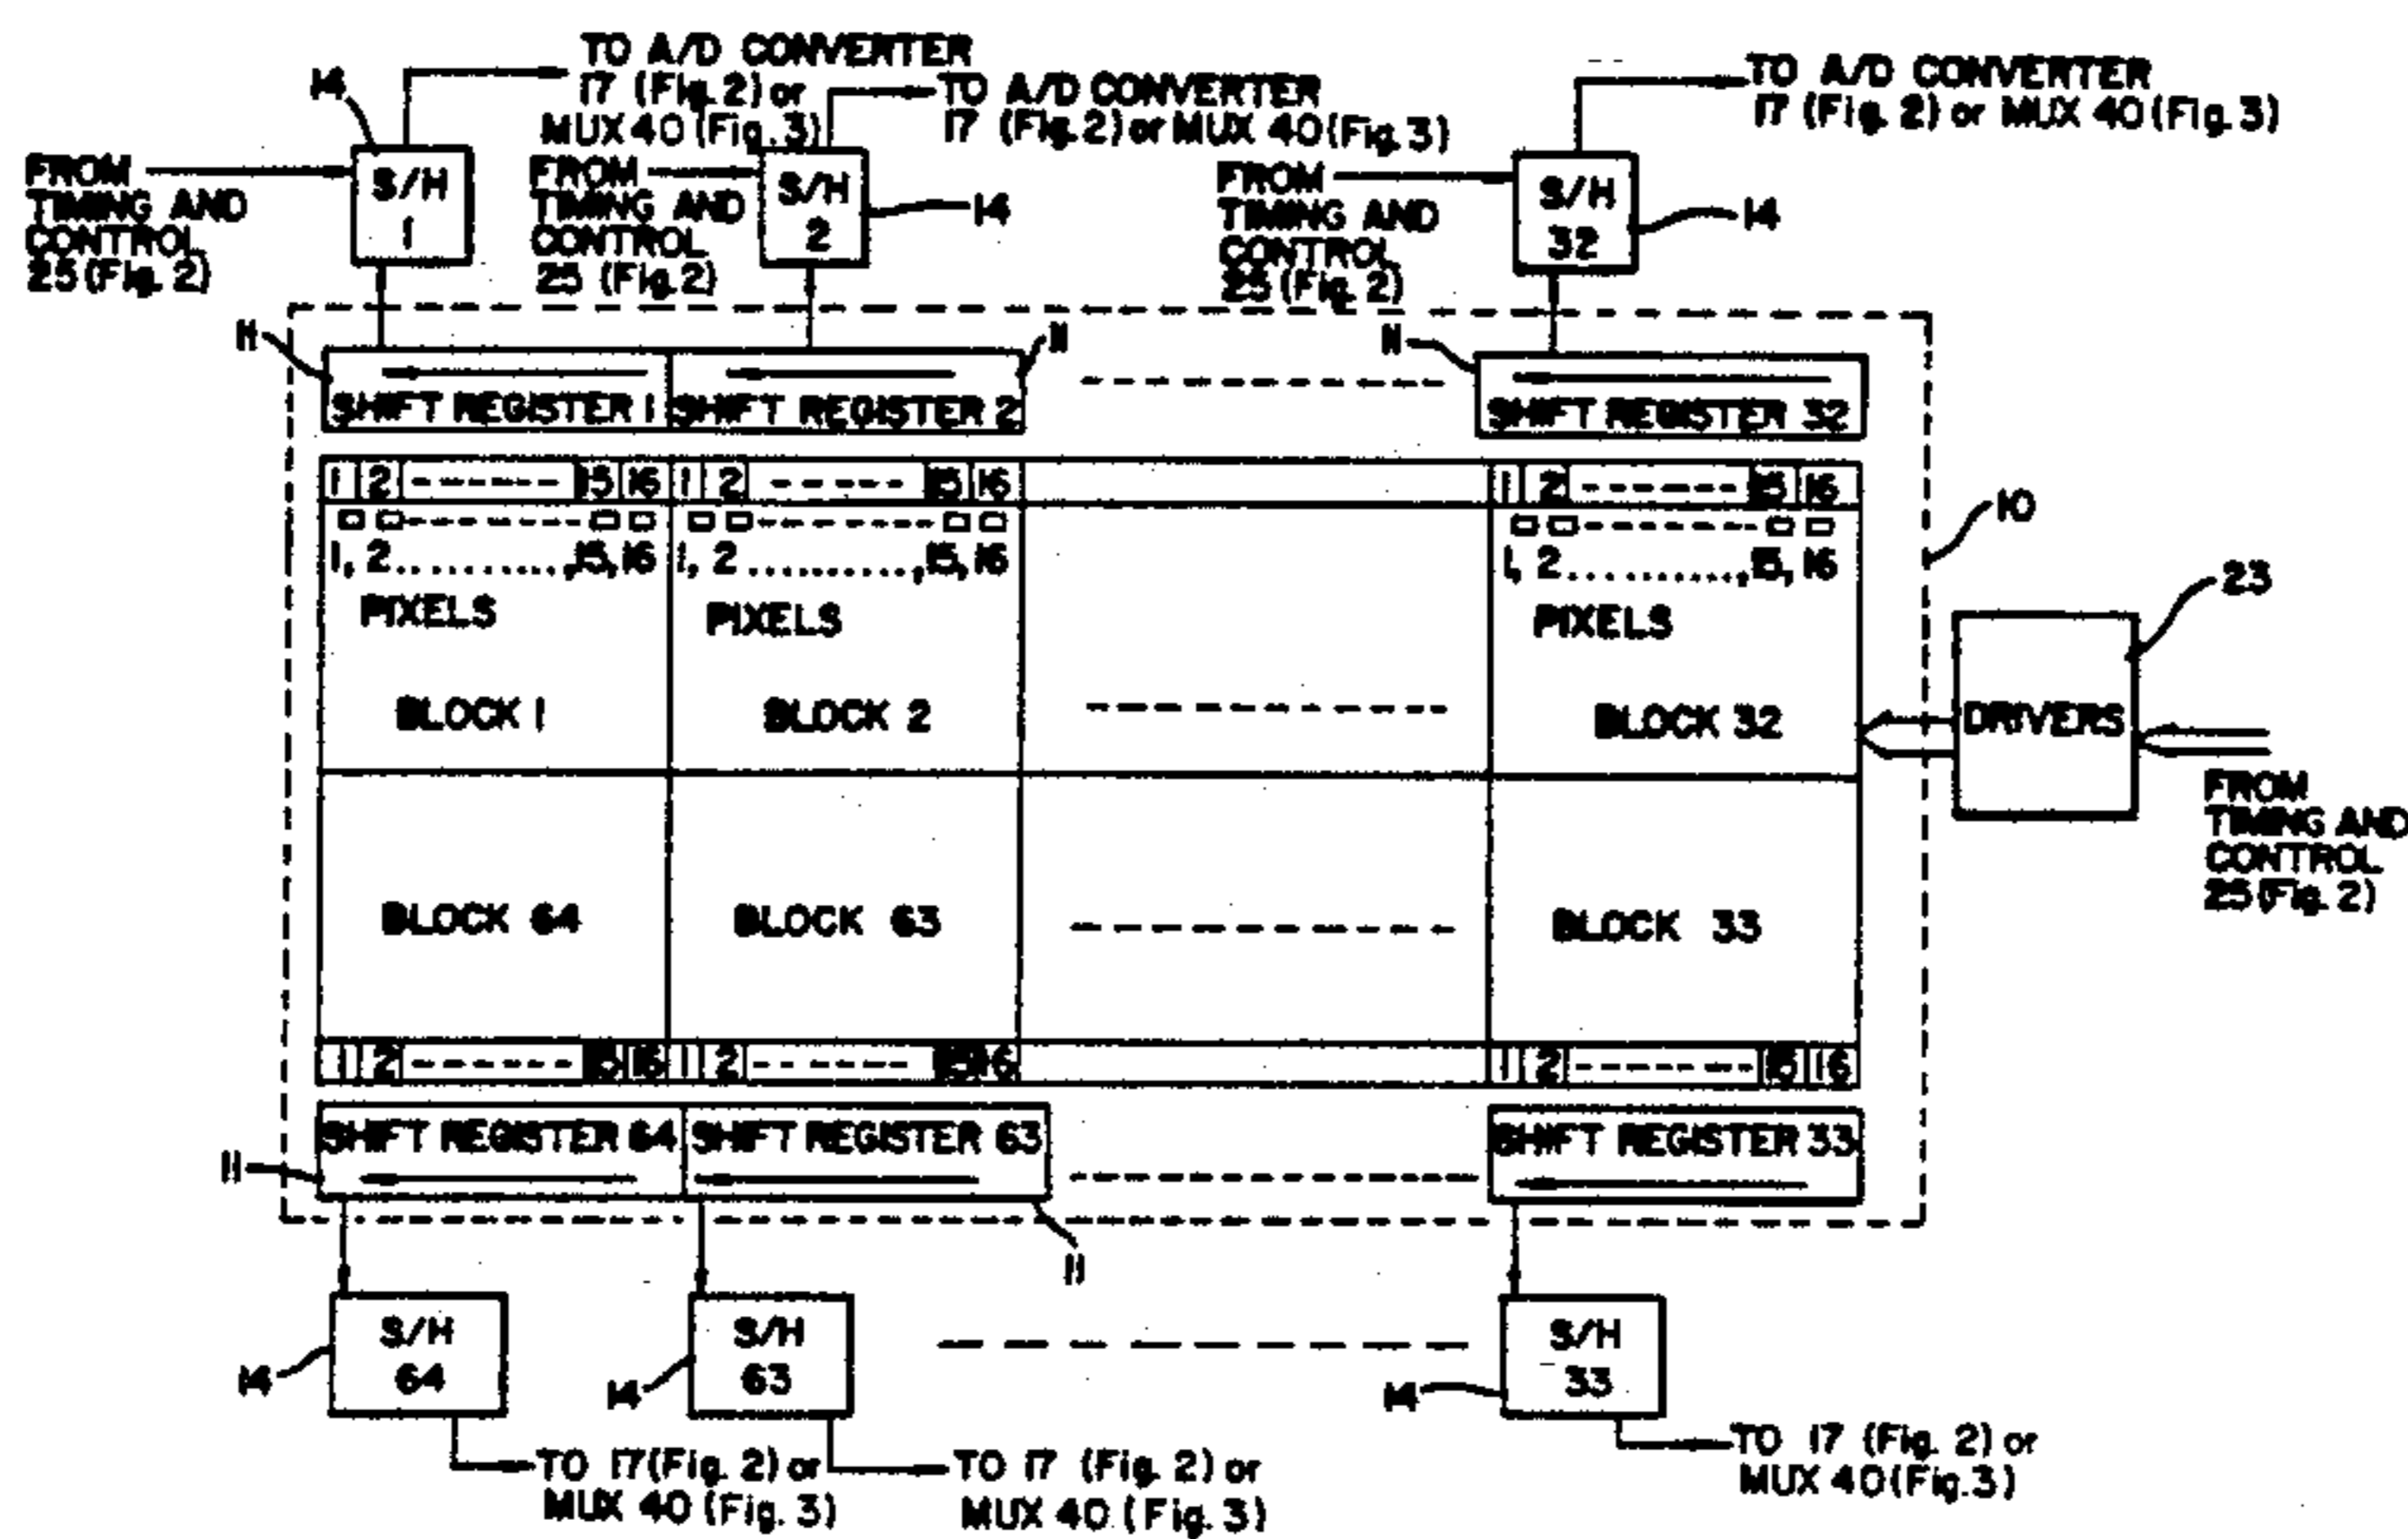 TO A/D CONVERTER
17 (Fig. 2) or
MUX 40 (Fig. 3)
TO A/D CONVERTER
17 (Fig. 2) or MUX 40 (Fig. 3)
TO A/D CONVERTER
17 (Fig. 2) or MUX 40 (Fig. 3)
14
FROM
TIMING AND
CONTROL
25 (Fig. 2)
S/H
1
FROM
TIMING AND
CONTROL
25 (Fig. 2)
S/H
2
14
FROM
TIMING AND
CONTROL
25 (Fig. 2)
S/H
32
14
11
11
11
SHIFT REGISTER 1
SHIFT REGISTER 2
SHIFT REGISTER 32
1 2 ------- 15 16 1 2 ----- 15 16
1 2 ------- 15 16
1, 2 ..........., 15, 16
1, 2 ..........., 15, 16
1, 2 ..........., 15, 16
10
PIXELS
PIXELS
PIXELS
23
BLOCK 1
BLOCK 2
BLOCK 32
DRIVERS
FROM
TIMING AND
CONTROL
25 (Fig. 2)
BLOCK 64
BLOCK 63
BLOCK 33
1 2 ------- 15 16 1 2 ------ 15 16
1 2 -------- 15 16
SHIFT REGISTER 64
SHIFT REGISTER 63
SHIFT REGISTER 33
11
11
S/H
64
14
S/H
63
14
S/H
33
14
TO 17 (Fig. 2) or
MUX 40 (Fig. 3)
TO 17 (Fig. 2) or
MUX 40 (Fig. 3)
TO 17 (Fig. 2) or
MUX 40 (Fig. 3)